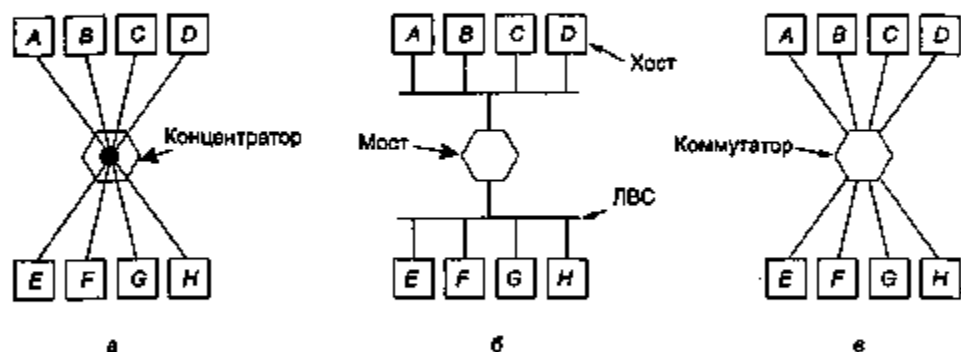 A B C D
A B C D
A B C D
Хост
Концентратор
Мост
Коммутатор
ЛВС
E F G H
E F G H
E F G H
а
б
в